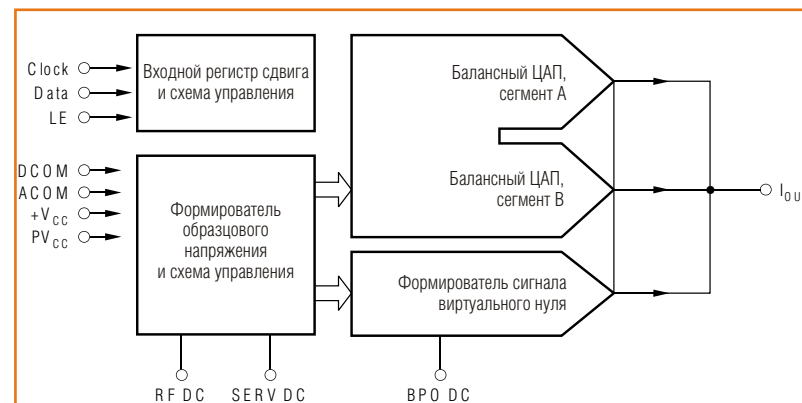 Clock
Data
LE
Входной регистр сдвига
и схема управления
DCOM
ACOM
+VCC
PVCC
Формирователь
образцового
напряжения
и схема управления
Балансный ЦАП,
сегмент А
Балансный ЦАП,
сегмент В
Формирователь сигнала
виртуального нуля
IOU
RF DC
SERV DC
BPO DC